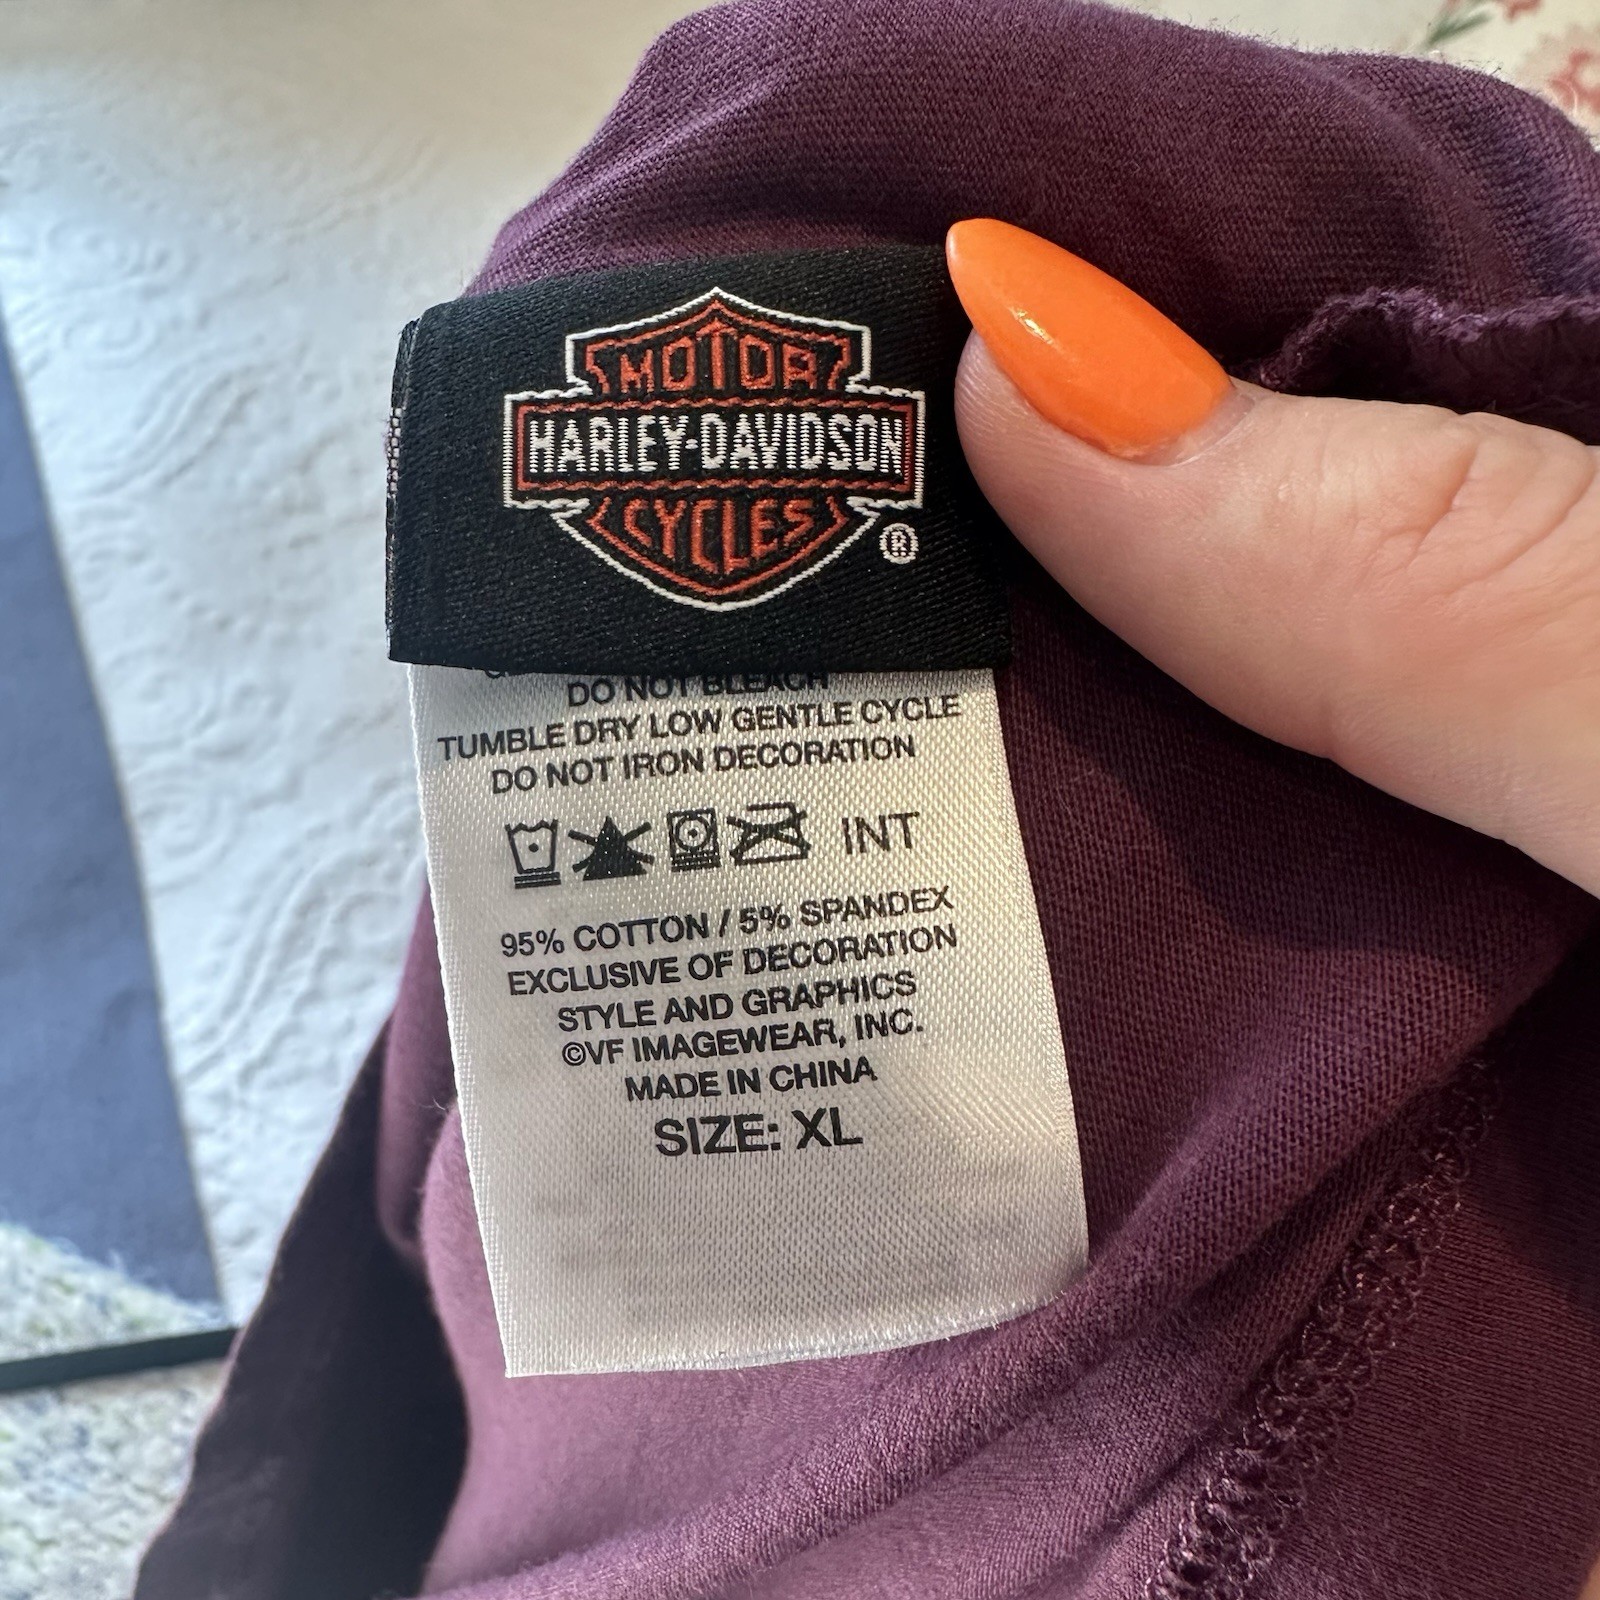 MOTOR
HARLEY-DAVIDSON
CYCLES
®
DO NOT BLEACH
TUMBLE DRY LOW GENTLE CYCLE
DO NOT IRON DECORATION
INT
95% COTTON / 5% SPANDEX
EXCLUSIVE OF DECORATION
STYLE AND GRAPHICS
©VF IMAGEWEAR, INC.
MADE IN CHINA
SIZE: XL